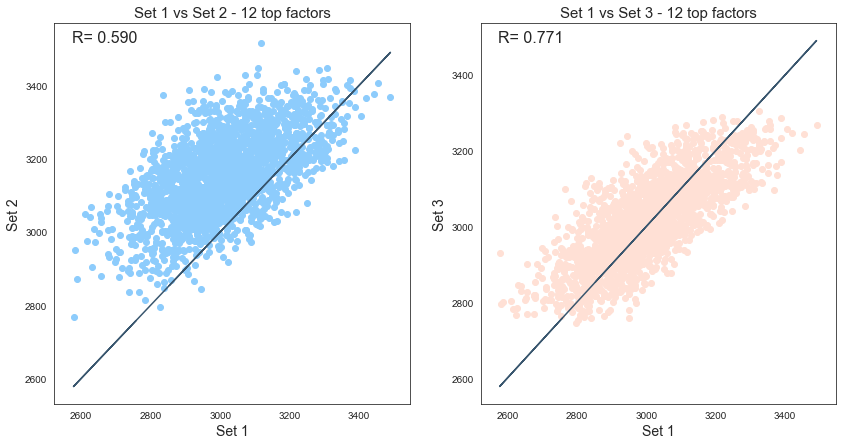 Set 1 vs Set 2 - 12 top factors
R= 0.590
3400
3200
3000
2800
2600
Set 2
2600 2800 3000 3200 3400
Set 1
Set 1 vs Set 3 - 12 top factors
R= 0.771
3400
3200
3000
2800
2600
Set 3
2600 2800 3000 3200 3400
Set 1